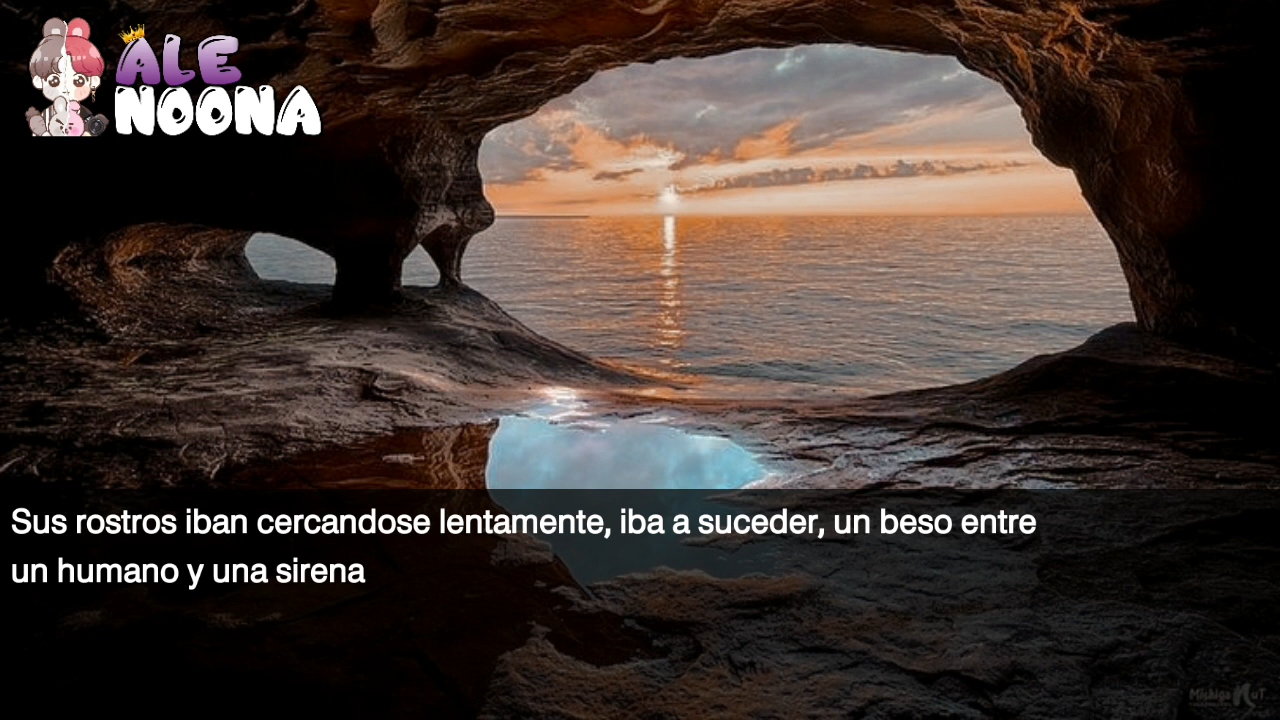 ALE
NOONA
Sus rostros iban cercandose lentamente, iba a suceder, un beso entre
un humano y una sirena